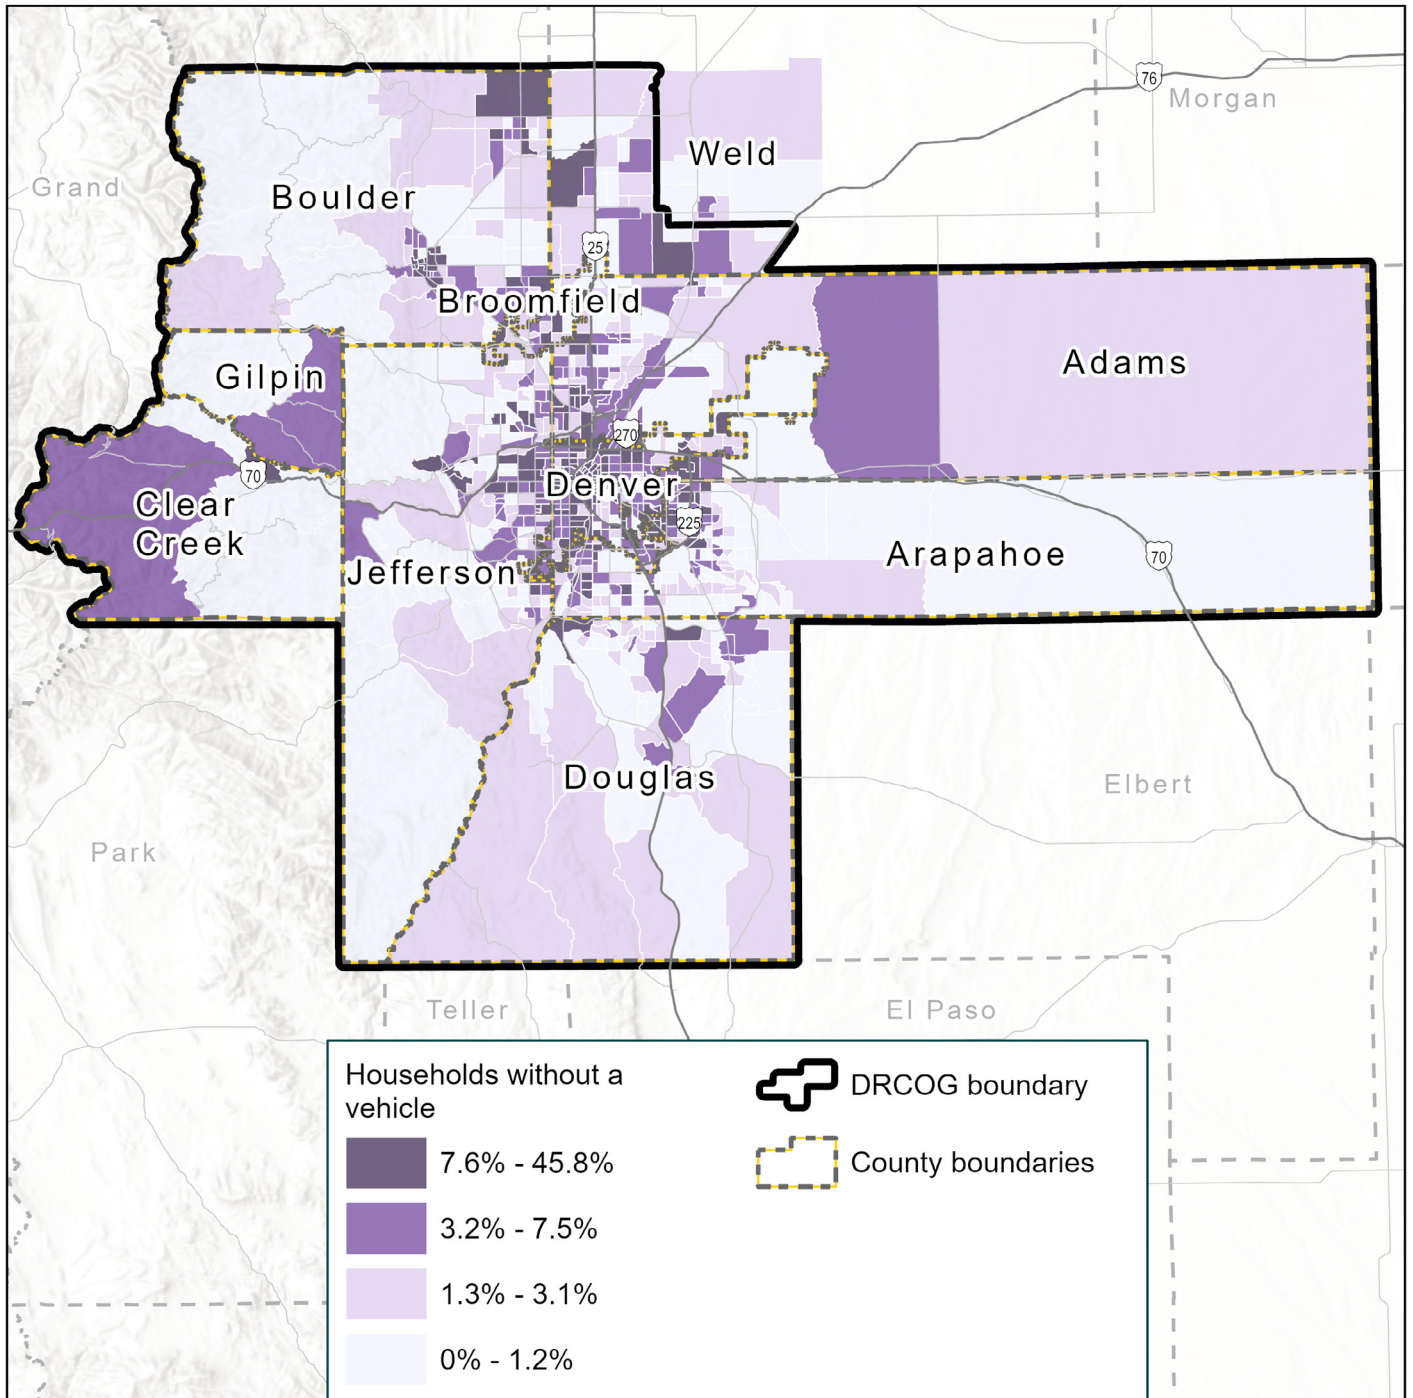 76
Morgan
Weld
Grand
Boulder
25
Broomfield
Adams
Gilpin
270
70
Denver
Clear
Creek
225
Arapahoe
70
Jefferson
Douglas
Elbert
Park
Teller
El Paso
Households without a
vehicle
7.6% - 45.8%
3.2% - 7.5%
1.3% - 3.1%
0% - 1.2%
DRCOG boundary
County boundaries